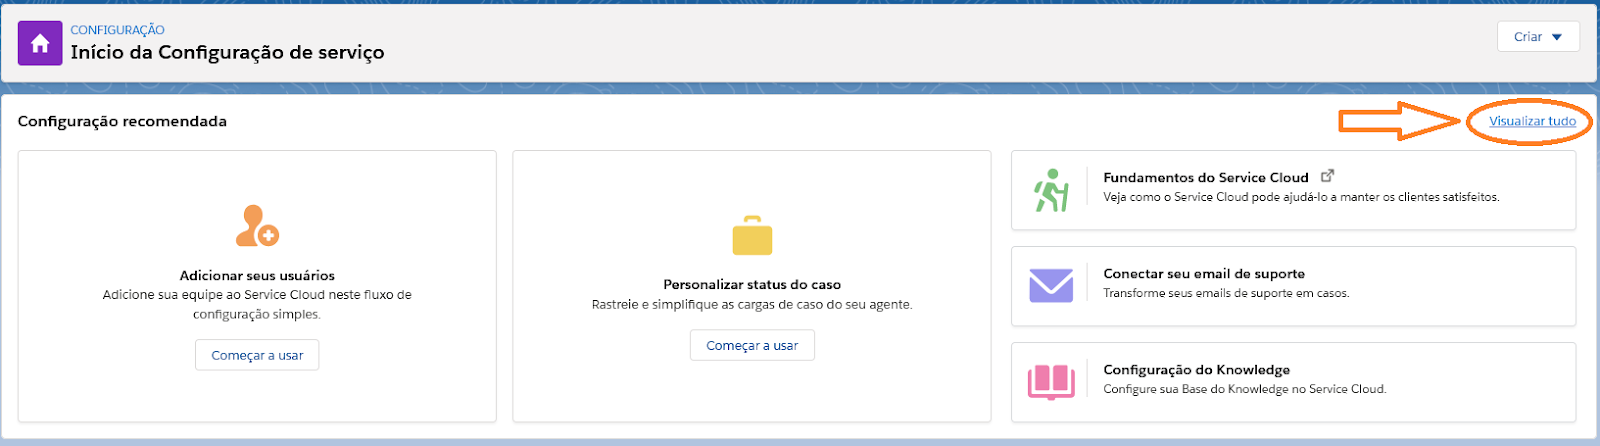 CONFIGURAÇÃO
Início da Configuração de serviço
Criar
Configuração recomendada
Visualizar tudo
Adicionar seus usuários
Adicione sua equipe ao Service Cloud neste fluxo de
configuração simples.
Começar a usar
Personalizar status do caso
Rastreie e simplifique as cargas de caso do seu agente.
Começar a usar
Fundamentos do Service Cloud
Veja como o Service Cloud pode ajudá-lo a manter os clientes satisfeitos.
Conectar seu email de suporte
Transforme seus emails de suporte em casos.
Configuração do Knowledge
Configure sua Base do Knowledge no Service Cloud.